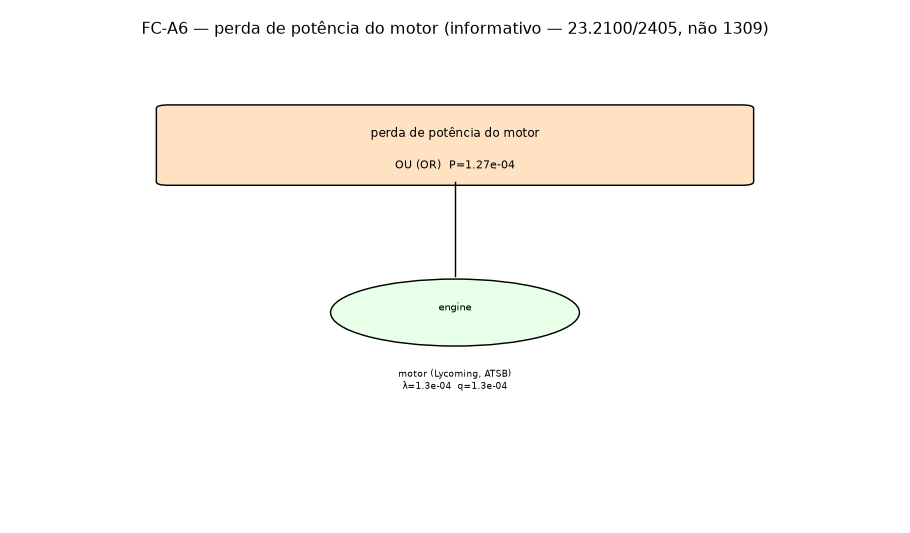 FC-A6 — perda de potência do motor (informativo — 23.2100/2405, não 1309)
perda de potência do motor
OU (OR)  P=1.27e-04
engine
motor (Lycoming, ATSB)
λ=1.3e-04  q=1.3e-04